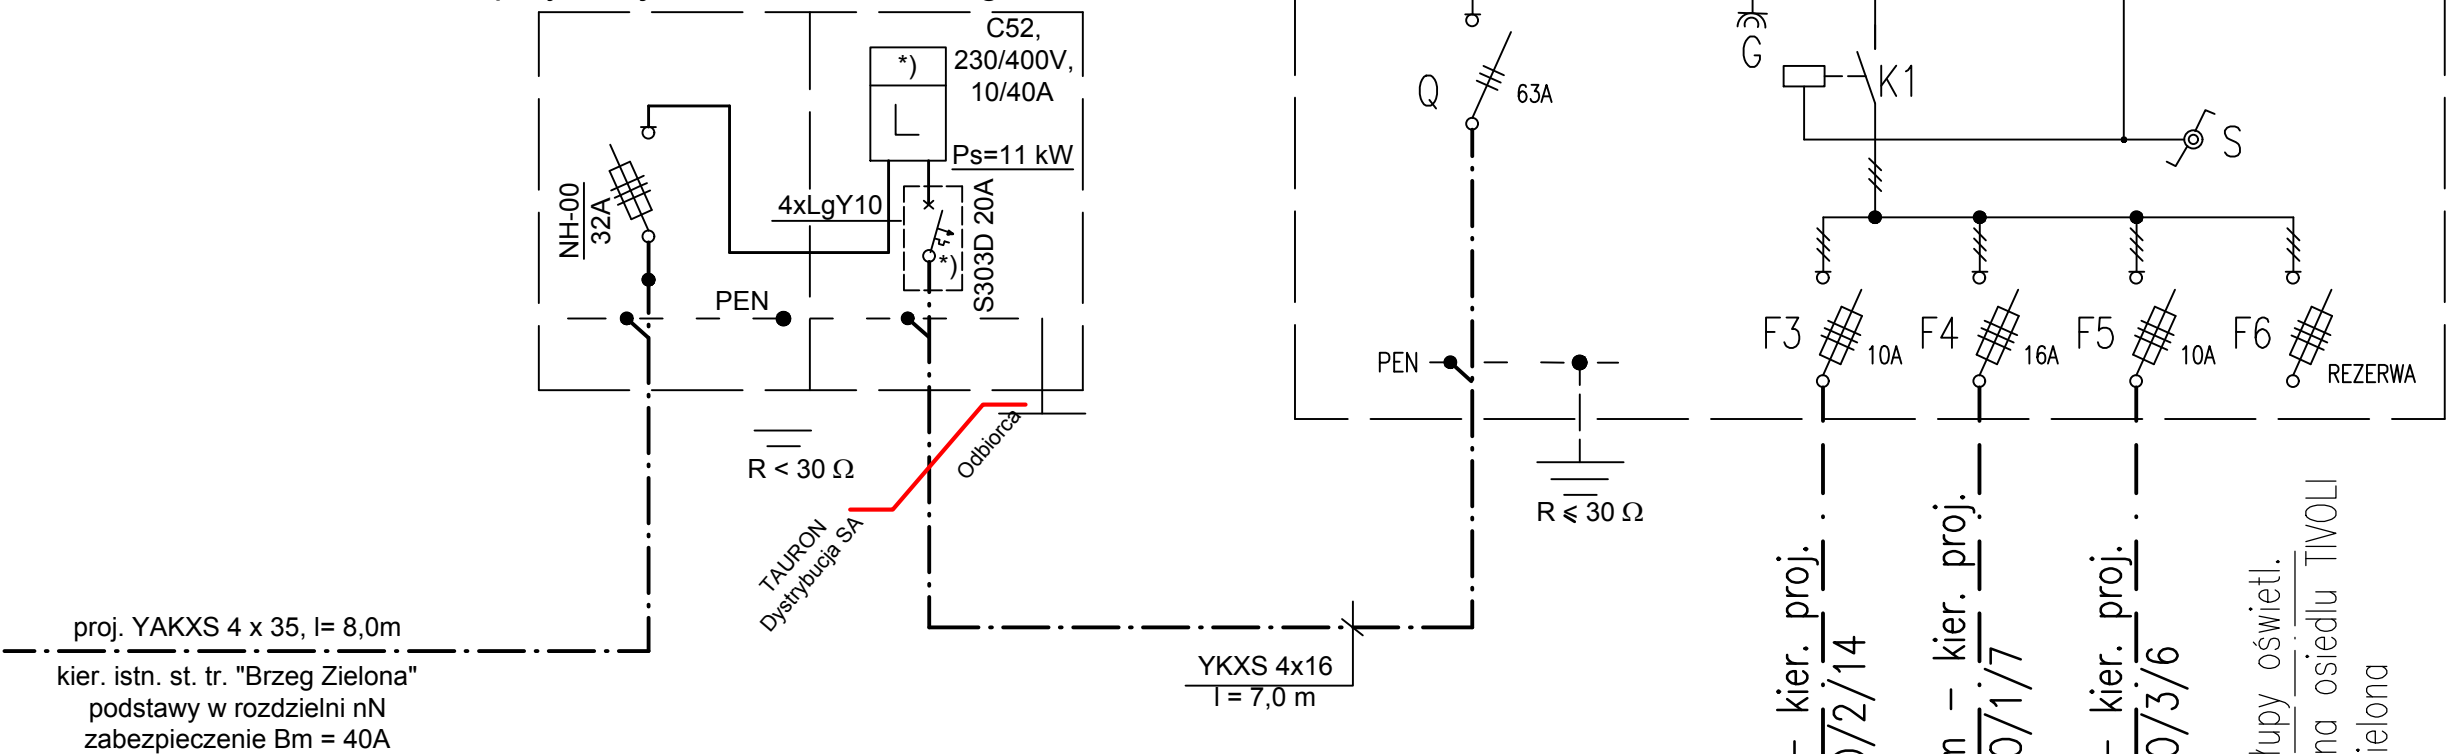 C52,
230/400V,
10/40A
*)
L
Ps=11 kW
4xLgY10
S303D 20A
*)
NH-00
32A
PEN
R < 30 Ω
Odbiorca
TAURON
Dystrybucja SA
proj. YAKXS 4 x 35, l= 8,0m
kier. istn. st. tr. "Brzeg Zielona"
podstawy w rozdzielni nN
zabezpieczenie Bm = 40A
YKXS 4x16
l = 7,0 m
Q
63A
PEN
R ⩽ 30 Ω
G
K1
S
F3
10A
F4
16A
F5
10A
F6
REZERWA
- kier. proj.
/2/14
- kier. proj.
0/1/7
- kier. proj.
0/3/6
oświetl.
na osiedlu TIVOLI